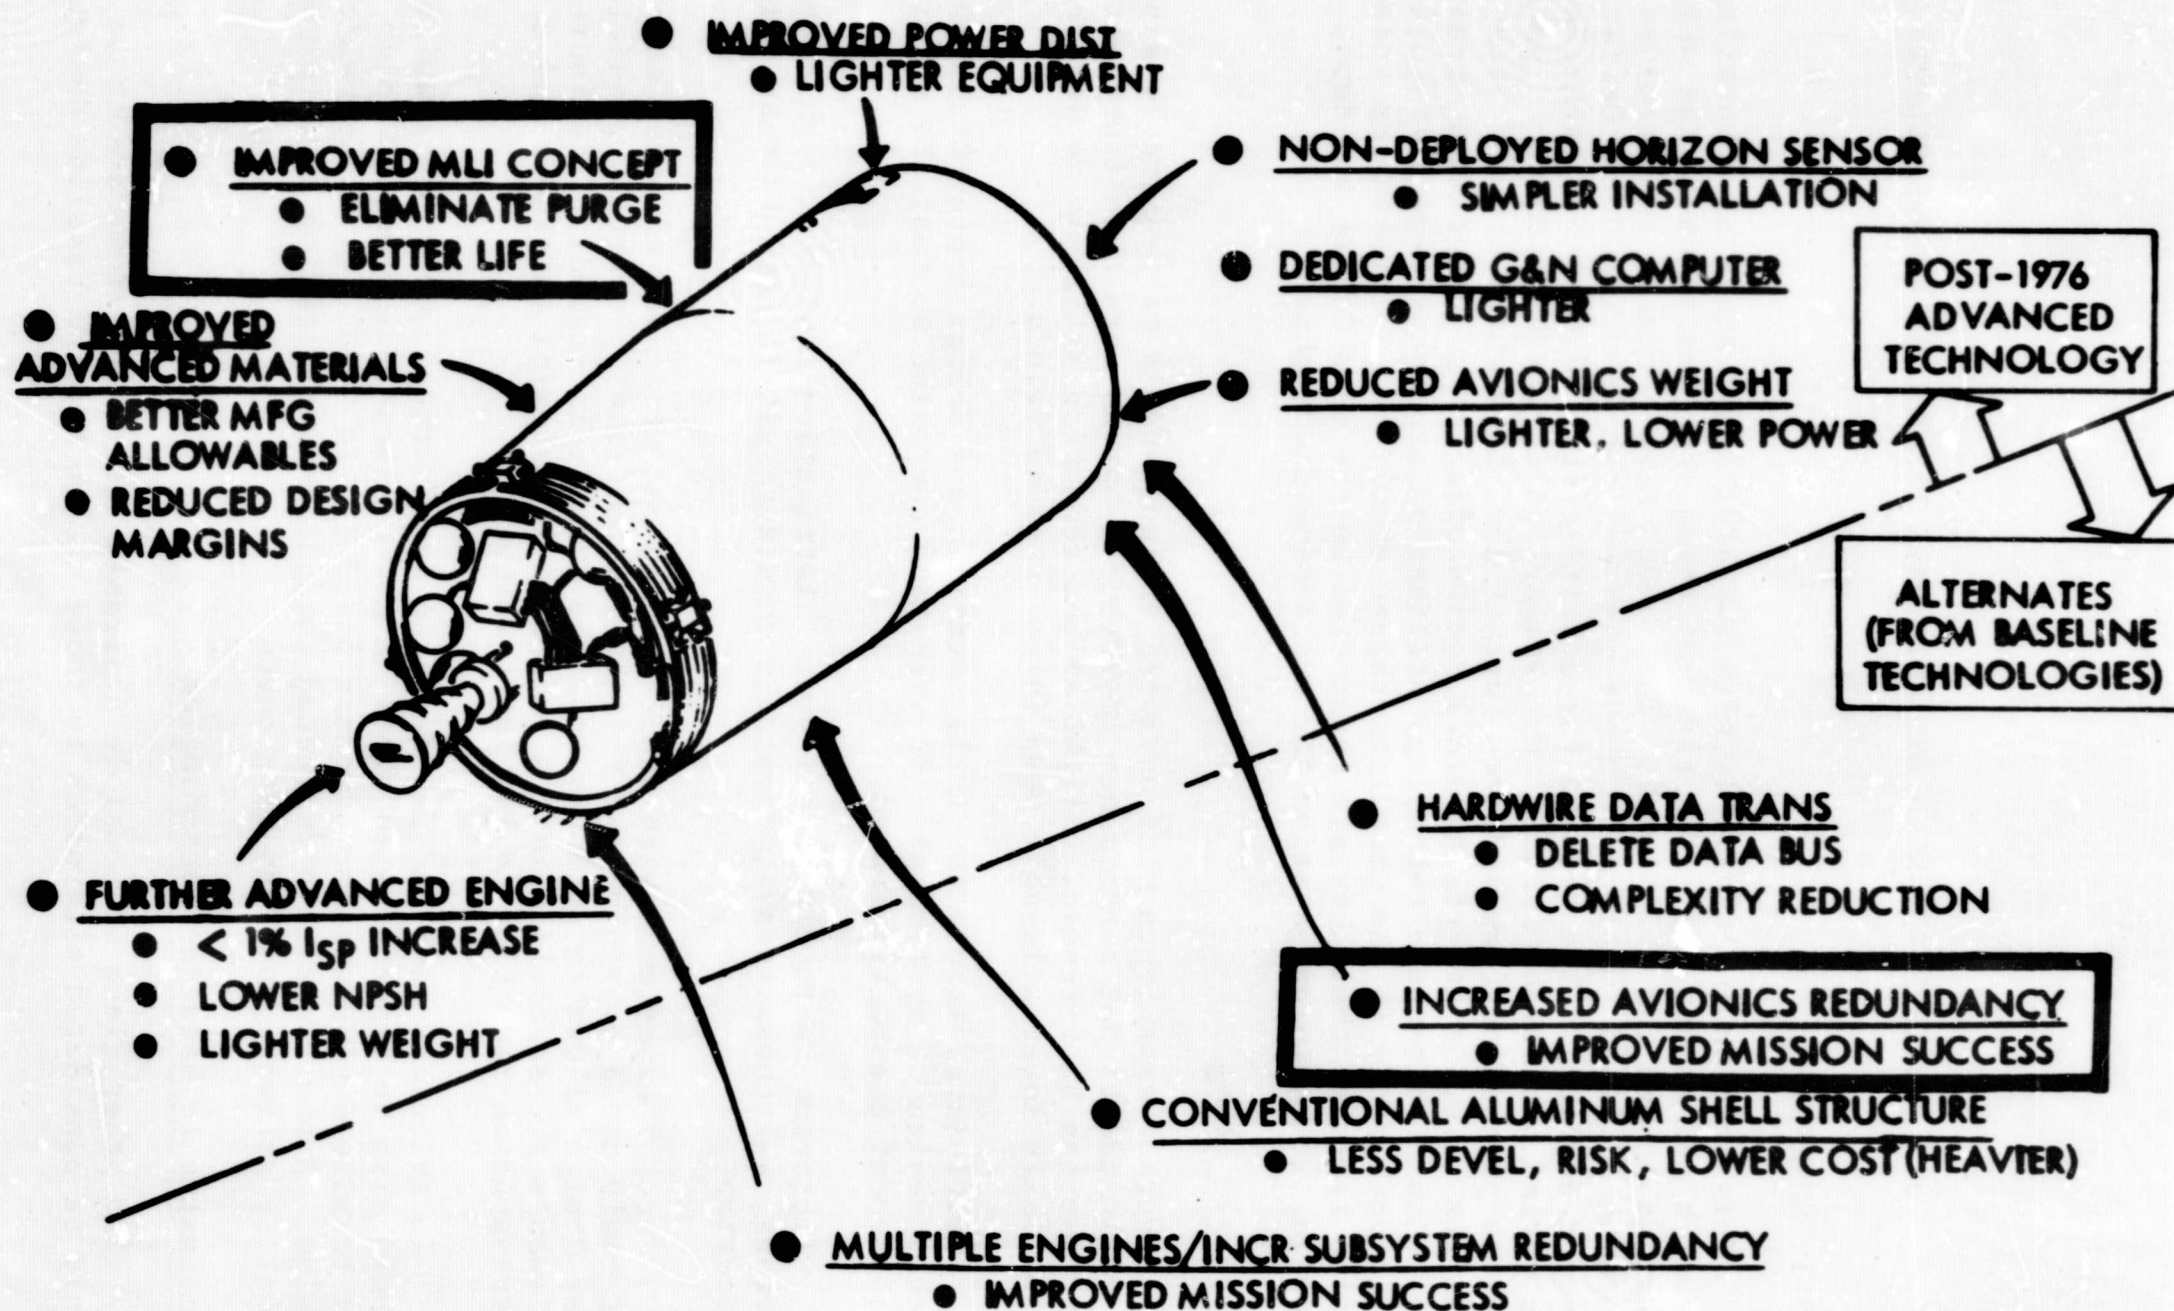 ● IMPROVED POWER DIST
● LIGHTER EQUIPMENT
● IMPROVED MLI CONCEPT
● ELIMINATE PURGE
● BETTER LIFE
● NON-DEPLOYED HORIZON SENSOR
● SIMPLER INSTALLATION
● DEDICATED G&N COMPUTER
● LIGHTER
● REDUCED AVIONICS WEIGHT
● LIGHTER, LOWER POWER
POST-1976
ADVANCED
TECHNOLOGY
● IMPROVED
ADVANCED MATERIALS
● BETTER MFG
ALLOWABLES
● REDUCED DESIGN
MARGINS
ALTERNATES
(FROM BASELINE
TECHNOLOGIES)
● FURTHER ADVANCED ENGINE
● < 1% ISP INCREASE
● LOWER NPSH
● LIGHTER WEIGHT
● HARDWIRE DATA TRANS
● DELETE DATA BUS
● COMPLEXITY REDUCTION
● INCREASED AVIONICS REDUNDANCY
● IMPROVED MISSION SUCCESS
● CONVENTIONAL ALUMINUM SHELL STRUCTURE
● LESS DEVEL, RISK, LOWER COST (HEAVIER)
● MULTIPLE ENGINES/INCR SUBSYSTEM REDUNDANCY
● IMPROVED MISSION SUCCESS